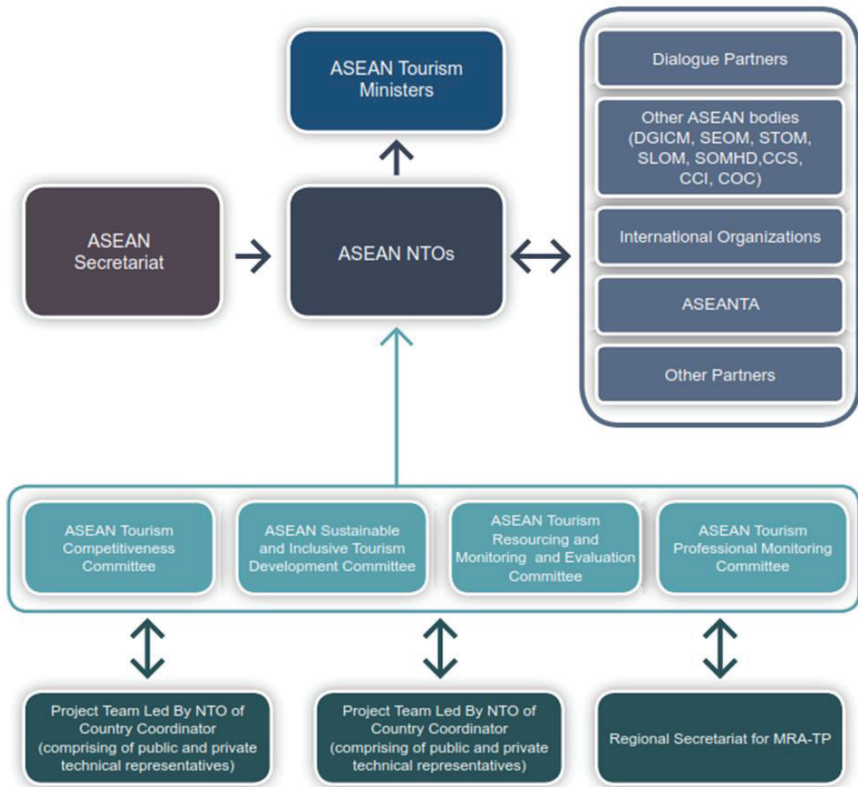 ASEAN Tourism
Ministers
Dialogue Partners
Other ASEAN bodies
(DGICM, SEOM, STOM,
SLOM, SOMHD,CCS,
CCI, COC)
ASEAN
Secretariat
ASEAN NTOs
International Organizations
ASEANTA
Other Partners
ASEAN Tourism
Competitiveness
Committee
ASEAN Sustainable
and Inclusive Tourism
Development Committee
ASEAN Tourism
Resourcing and
Monitoring and Evaluation
Committee
ASEAN Tourism
Professional Monitoring
Committee
Project Team Led By NTO of
Country Coordinator
(comprising of public and private
technical representatives)
Project Team Led By NTO of
Country Coordinator
(comprising of public and private
technical representatives)
Regional Secretariat for MRA-TP